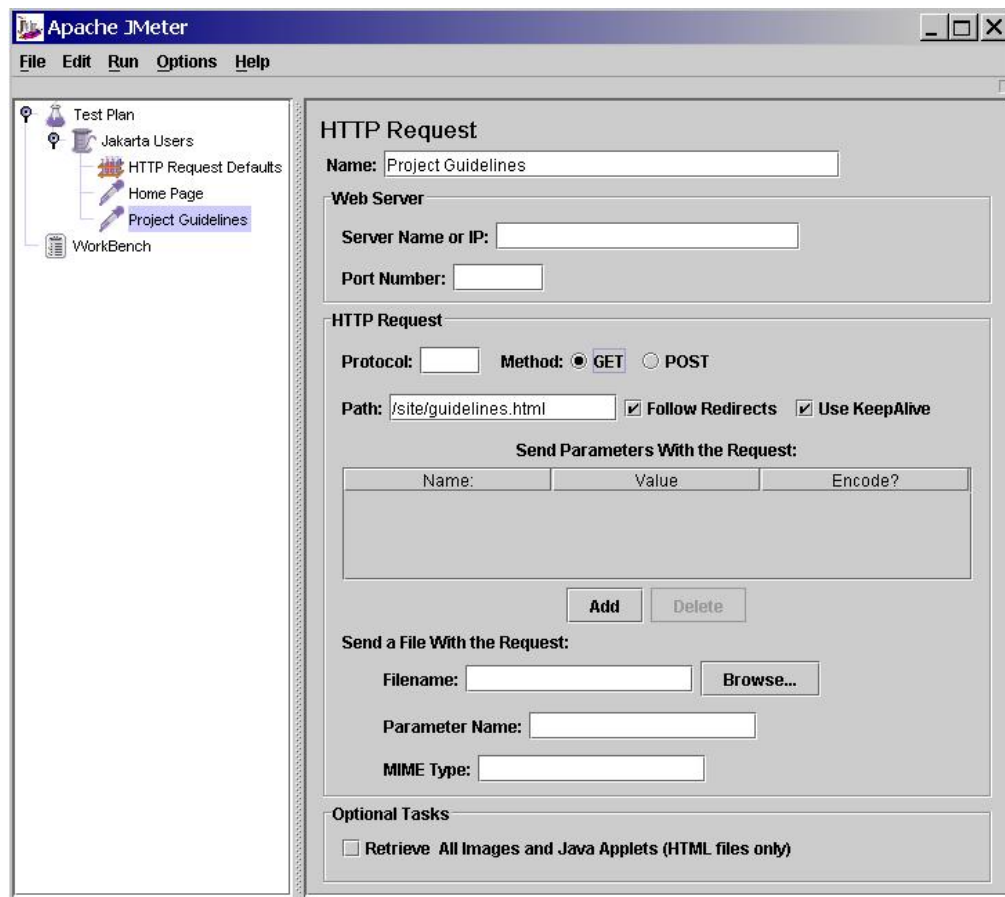 Apache JMeter
File Edit Run Options Help
Test Plan
Jakarta Users
HTTP Request Defaults
Home Page
Project Guidelines
WorkBench
HTTP Request
Name: Project Guidelines
Web Server
Server Name or IP:
Port Number:
HTTP Request
Protocol: Method: GET POST
Path: /site/guidelines.html Follow Redirects Use KeepAlive
Send Parameters With the Request:
Name: Value Encode?
Add Delete
Send a File With the Request:
Filename: Browse...
Parameter Name:
MIME Type:
Optional Tasks
Retrieve All Images and Java Applets (HTML files only)